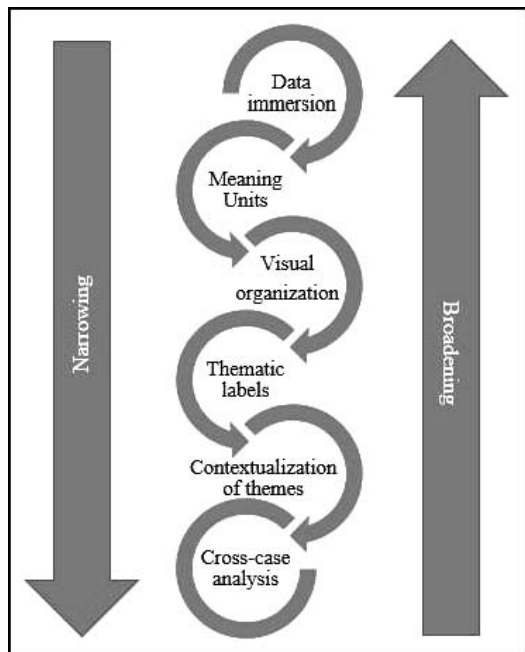 Data
immersion
Meaning
Units
Visual
organization
Thematic
labels
Contextualization
of themes
Cross-case
analysis
Narrowing
Broadening